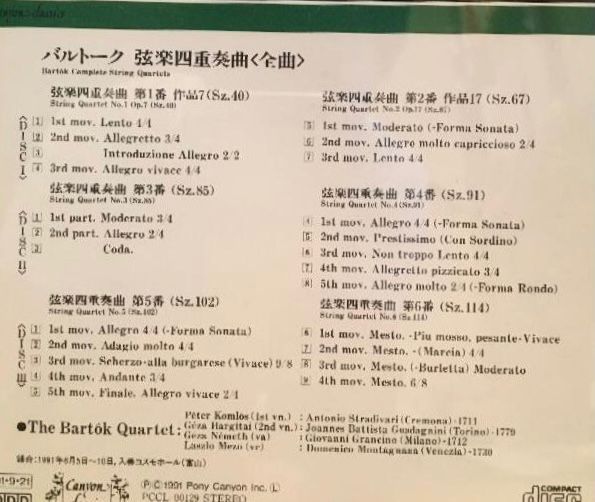 バルトーク 弦楽四重奏曲〈全曲〉
Bartók Complete String Quartets
弦楽四重奏曲 第1番 作品7(Sz.40)
String Quartet No.1 Op.7 (Sz.40)
《DISC I》
1 1st mov. Lento 4/4
2 2nd mov. Allegretto 3/4
3 Introduzione Allegro 2/2
4 3rd mov. Allegro vivace 4/4
弦楽四重奏曲 第2番 作品17(Sz.67)
String Quartet No.2 Op.17 (Sz.67)
5 1st mov. Moderato (-Forma Sonata)
6 2nd mov. Allegro molto capriccioso 2/4
7 3rd mov. Lento 4/4
弦楽四重奏曲 第3番 (Sz.85)
String Quartet No.3 (Sz.85)
《DISC II》
1 1st part. Moderato 3/4
2 2nd part. Allegro 2/4
3 Coda.
弦楽四重奏曲 第4番 (Sz.91)
String Quartet No.4 (Sz.91)
4 1st mov. Allegro 4/4 (-Forma Sonata)
5 2nd mov. Prestissimo (Con Sordino)
6 3rd mov. Non troppo Lento 4/4
7 4th mov. Allegretto pizzicato 3/4
8 5th mov. Allegro molto 2/4 (-Forma Rondo)
弦楽四重奏曲 第5番 (Sz.102)
String Quartet No.5 (Sz.102)
《DISC III》
1 1st mov. Allegro 4/4 (-Forma Sonata)
2 2nd mov. Adagio molto 4/4
3 3rd mov. Scherzo-alla burgarese (Vivace) 9/8
4 4th mov. Andante 3/4
5 5th mov. Finale. Allegro vivace 2/4
弦楽四重奏曲 第6番 (Sz.114)
String Quartet No.6 (Sz.114)
6 1st mov. Mesto. -Piu mosso, pesante-Vivace
7 2nd mov. Mesto. -(Marcia) 4/4
8 3rd mov. Mesto. (-Burletta) Moderato
9 4th mov. Mesto. 6/8
●The Bartók Quartet:
Péter Komlós (1st vn.) : Antonio Stradivari (Cremona) -1711
Géza Hargitai (2nd vn.) : Joannes Battista Guadagnini (Torino) -1779
Géza Németh (va) : Giovanni Grancino (Milano) -1712
László Mező (vc) : Domenico Montagnana (Venezia) -1730
録音：1991年6月5日〜10日，入善コスモホール(富山)
1・9・21
Canyon
Ⓟ©1991 Pony Canyon Inc. Ⓛ
PCCL 00129 STEREO
COMPACT
disc